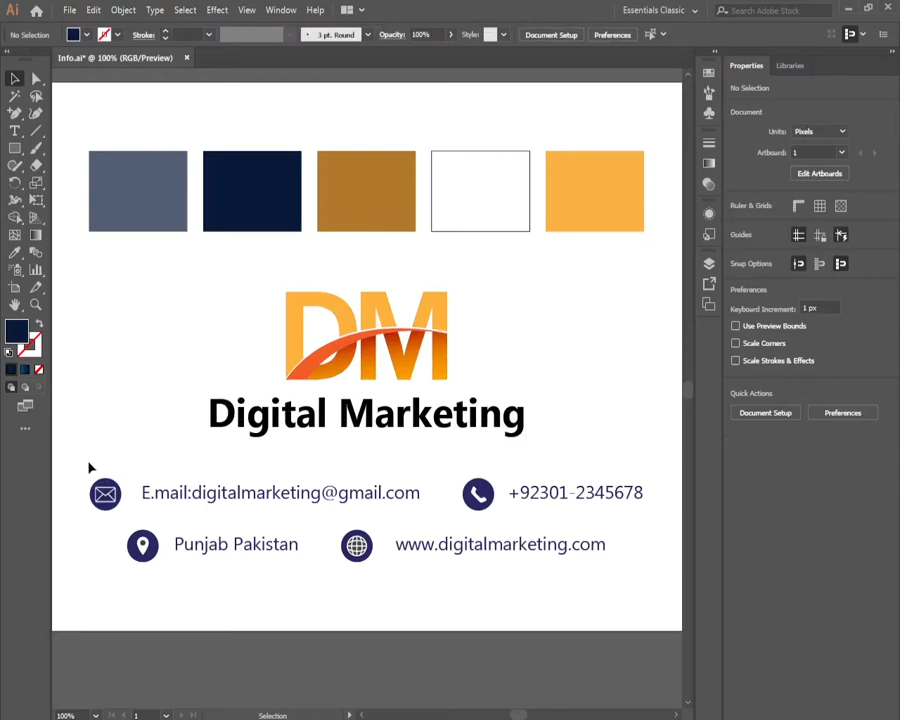 Ai File Edit Object Type Select Effect View Window Help Essentials Classic Search Adobe Stock
No Selection Stroke: 3 pt. Round Opacity: 100% Style: Document Setup Preferences
Info.ai* @ 100% (RGB/Preview) ×
Properties Libraries
No Selection
Document
Units: Pixels
Artboard: 1
Edit Artboards
Ruler & Grids
Guides
Snap Options
Preferences
Keyboard Increment: 1 px
Use Preview Bounds
Scale Corners
Scale Strokes & Effects
Quick Actions
Document Setup Preferences
DM
Digital Marketing
E.mail:digitalmarketing@gmail.com +92301-2345678
Punjab Pakistan www.digitalmarketing.com
100% 1 Selection